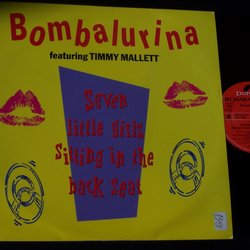 Bombalurina
featuring TIMMY MALLETT
Seven
little girls
Sitting in the
back seat